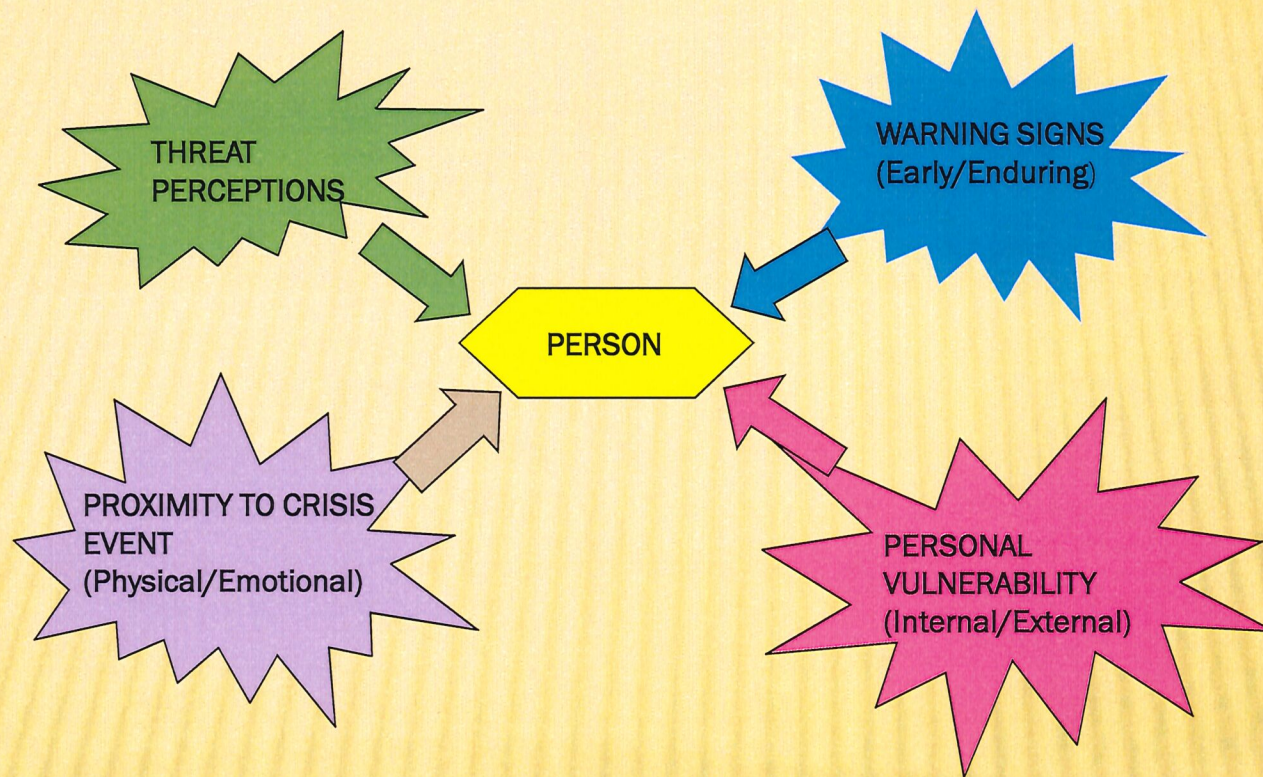 THREAT
PERCEPTIONS
WARNING SIGNS
(Early/Enduring)
PERSON
PROXIMITY TO CRISIS
EVENT
(Physical/Emotional)
PERSONAL
VULNERABILITY
(Internal/External)